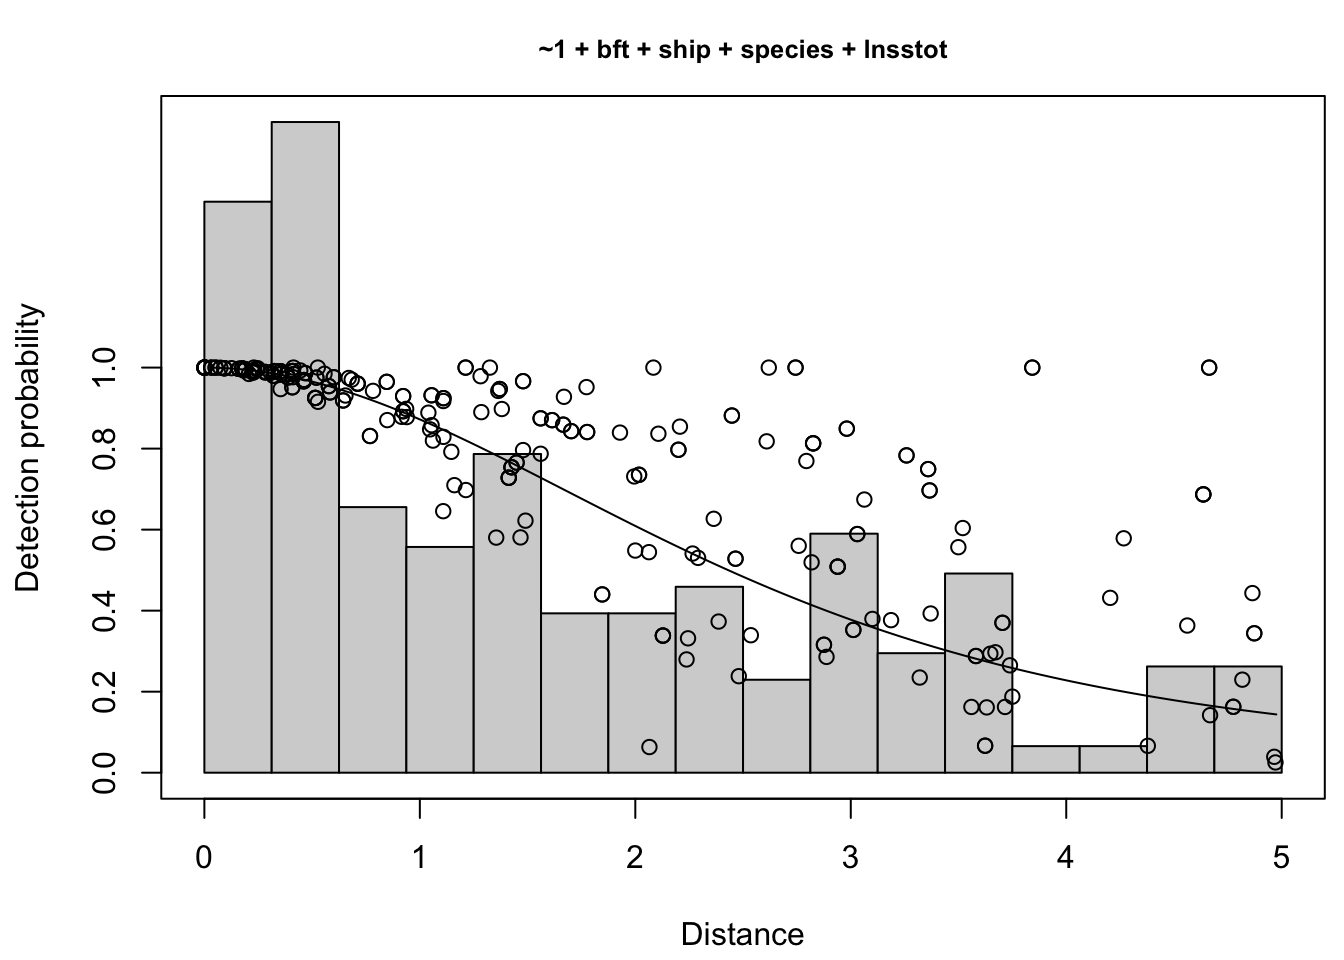 ~1 + bft + ship + species + lnsstot
Detection probability
1.0
0.8
0.6
0.4
0.2
0.0
0 1 2 3 4 5
Distance